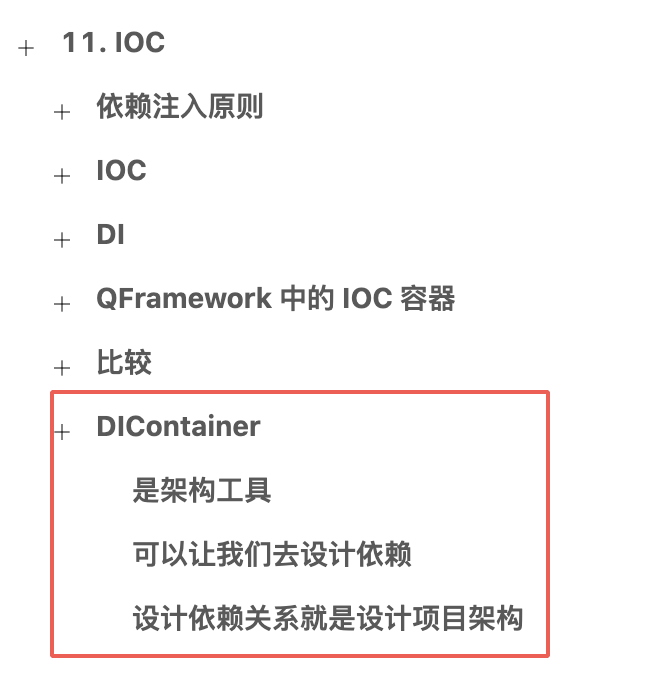 11. IOC
依赖注入原则
IOC
DI
QFramework 中的 IOC 容器
比较
DIContainer
是架构工具
可以让我们去设计依赖
设计依赖关系就是设计项目架构